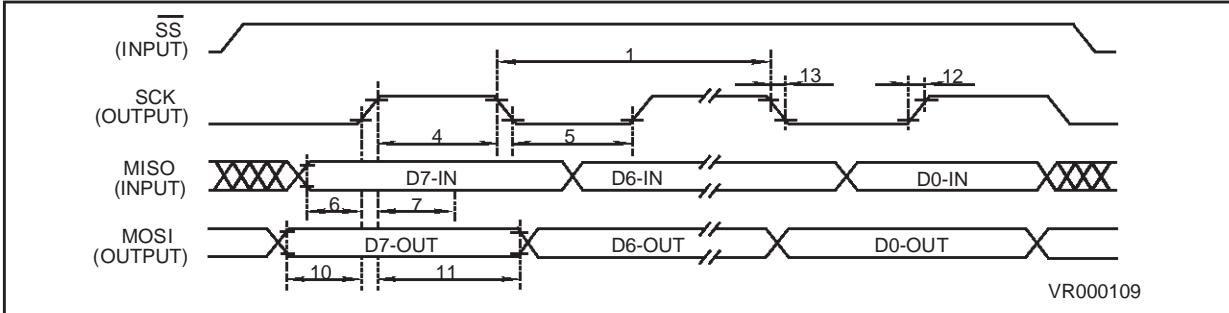 SS
(INPUT)
1
13
12
SCK
(OUTPUT)
4
5
MISO
(INPUT)
D7-IN
D6-IN
D0-IN
6
7
MOSI
(OUTPUT)
D7-OUT
D6-OUT
D0-OUT
10
11
VR000109